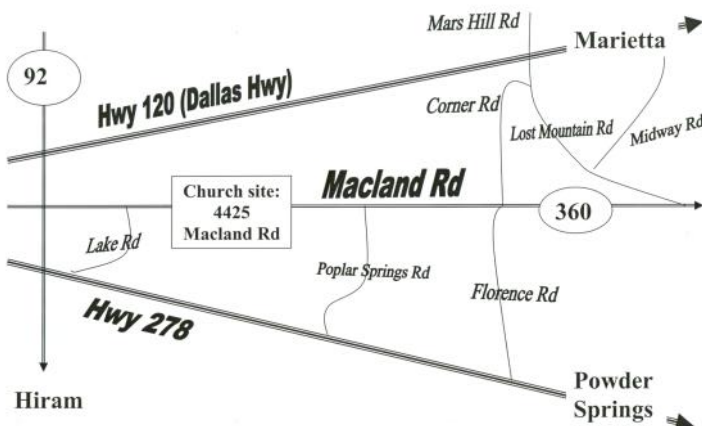 Mars Hill Rd
Marietta
92
Hwy 120 (Dallas Hwy)
Corner Rd
Lost Mountain Rd
Midway Rd
Church site:
4425
Macland Rd
Macland Rd
360
Lake Rd
Poplar Springs Rd
Florence Rd
Hwy 278
Hiram
Powder
Springs